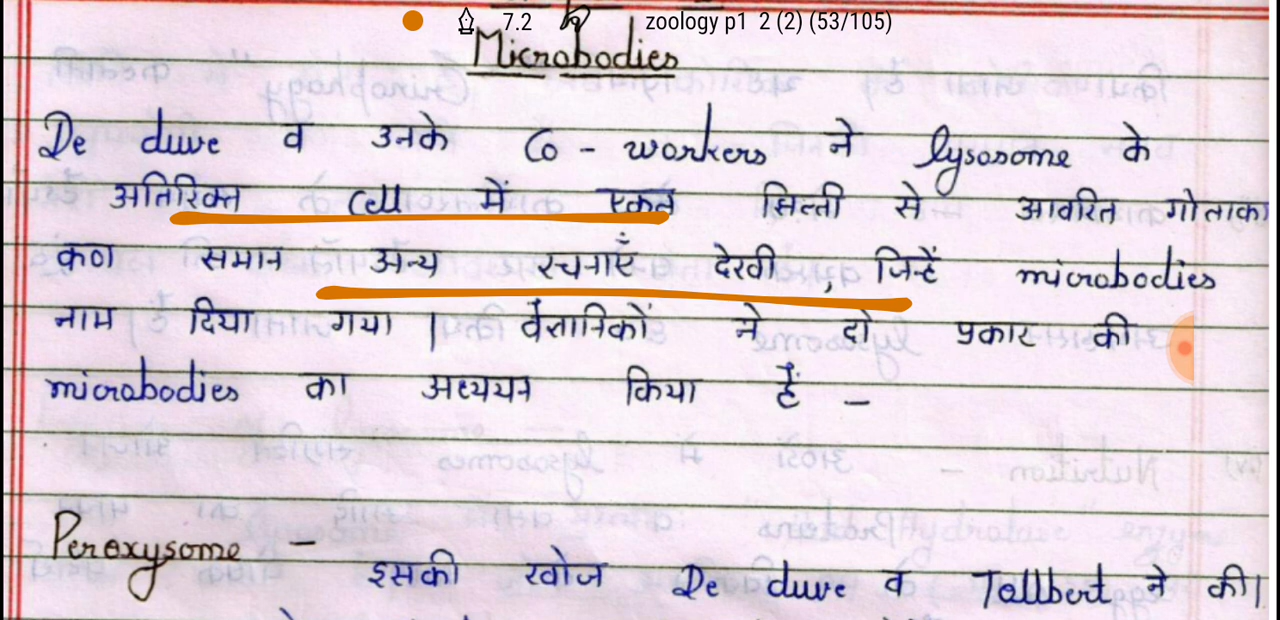 7.2 zoology p1 2 (2) (53/105)
Microbodies
De duve व उनके Co - workers ने lysosome के
अतिरिक्त cell में एकल झिल्ली से आवरित गोलाका
कण समान अन्य रचनाएँ देखी, जिन्हें microbodies
नाम दिया गया। वैज्ञानिकों ने दो प्रकार की
microbodies का अध्ययन किया हैं –
Peroxysome –
इसकी खोज De duve व Tallbert ने की।